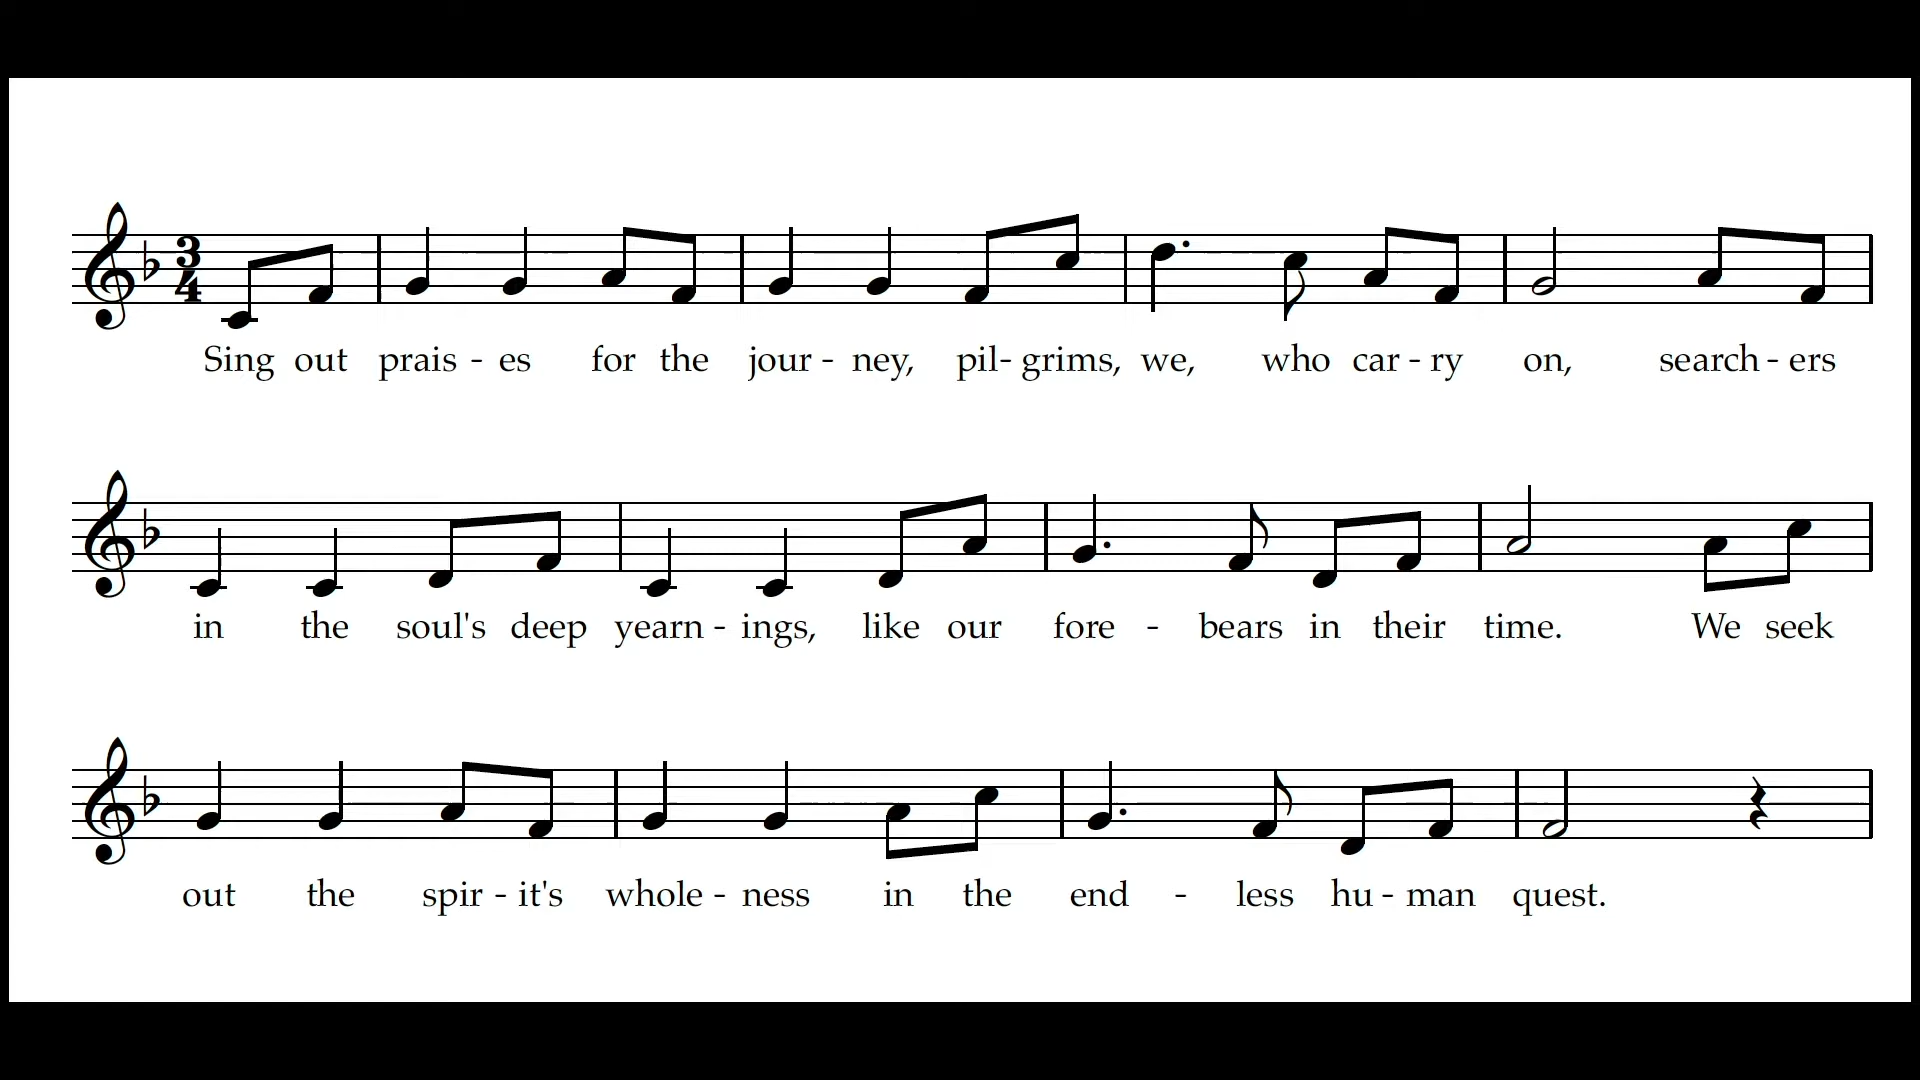 3
4
Sing out prais - es for the jour - ney, pil- grims, we, who car - ry on, search - ers
in the soul's deep yearn - ings, like our fore - bears in their time. We seek
out the spir - it's whole - ness in the end - less hu - man quest.